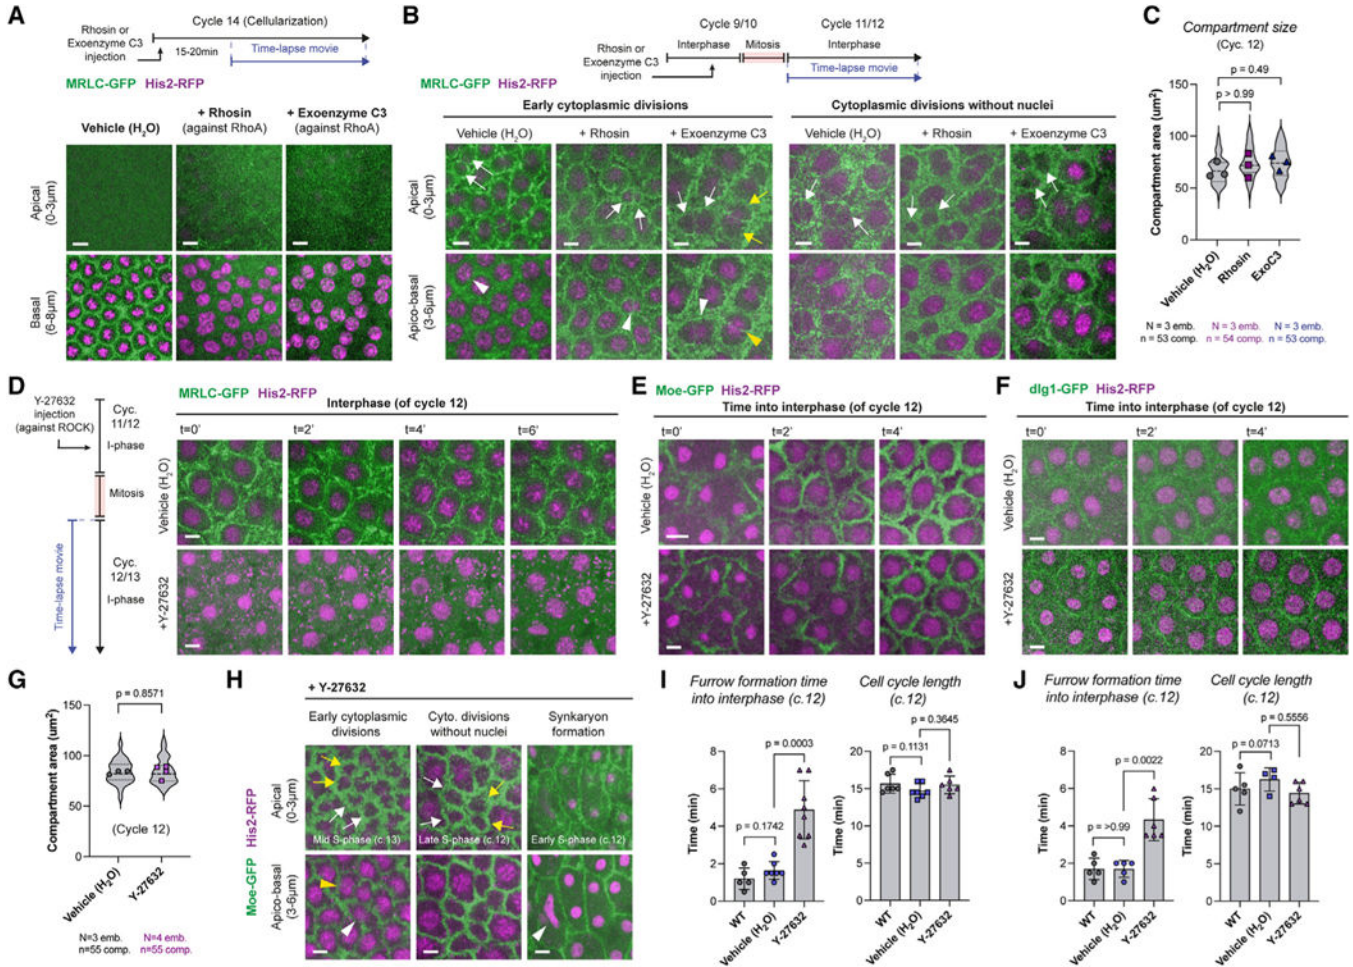 A
Rhosin or
Exoenzyme C3
injection
Cycle 14 (Cellularization)
15-20min
Time-lapse movie
MRLC-GFP His2-RFP
Vehicle (H₂O)
+ Rhosin
(against RhoA)
+ Exoenzyme C3
(against RhoA)
Apical
(0-3µm)
Basal
(6-8µm)
B
Rhosin or
Exoenzyme C3
injection
Cycle 9/10
Interphase
Mitosis
Cycle 11/12
Interphase
Time-lapse movie
MRLC-GFP His2-RFP
Early cytoplasmic divisions
Vehicle (H₂O)
+ Rhosin
+ Exoenzyme C3
Cytoplasmic divisions without nuclei
Vehicle (H₂O)
+ Rhosin
+ Exoenzyme C3
Apical
(0-3µm)
Apico-basal
(3-6µm)
C
Compartment size
(Cyc. 12)
p = 0.49
p > 0.99
Compartment area (um²)
150
100
50
0
Vehicle (H₂O)
Rhosin
ExoC3
N = 3 emb.
n = 53 comp.
N = 3 emb.
n = 54 comp.
N = 3 emb.
n = 53 comp.
D
Y-27632
injection
(against ROCK)
Cyc.
11/12
I-phase
Mitosis
Cyc.
12/13
I-phase
Time-lapse movie
MRLC-GFP His2-RFP
Interphase (of cycle 12)
t=0'
t=2'
t=4'
t=6'
Vehicle (H₂O)
+Y-27632
E
Moe-GFP His2-RFP
Time into interphase (of cycle 12)
t=0'
t=2'
t=4'
Vehicle (H₂O)
+Y-27632
F
dlg1-GFP His2-RFP
Time into interphase (of cycle 12)
t=0'
t=2'
t=4'
Vehicle (H₂O)
+Y-27632
G
p = 0.8571
Compartment area (um²)
150
100
50
0
(Cycle 12)
Vehicle (H₂O)
Y-27632
N=3 emb.
n=55 comp.
N=4 emb.
n=55 comp.
H
+ Y-27632
Early cytoplasmic
divisions
Cyto. divisions
without nuclei
Synkaryon
formation
Moe-GFP His2-RFP
Apical
(0-3µm)
Mid S-phase (c.13)
Late S-phase (c.12)
Early S-phase (c.12)
Apico-basal
(3-6µm)
I
Furrow formation time
into interphase (c.12)
p = 0.0003
p = 0.1742
Time (min)
8
6
4
2
0
WT
Vehicle (H₂O)
Y-27632
Cell cycle length
(c.12)
p = 0.3645
p = 0.1131
Time (min)
20
15
10
5
0
WT
Vehicle (H₂O)
Y-27632
J
Furrow formation time
into interphase (c.12)
p = 0.0022
p = >0.99
Time (min)
8
6
4
2
0
WT
Vehicle (H₂O)
Y-27632
Cell cycle length
(c.12)
p = 0.5556
p = 0.0713
Time (min)
20
15
10
5
0
WT
Vehicle (H₂O)
Y-27632